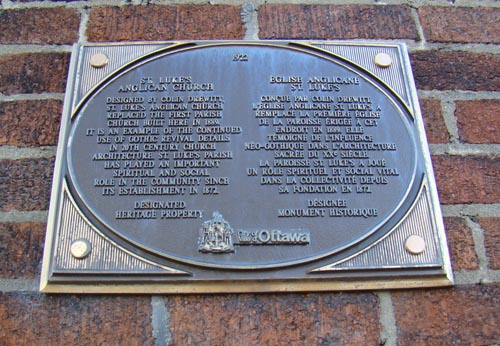 1922
ST. LUKE'S
ANGLICAN CHURCH
DESIGNED BY COLIN DREWITT,
ST. LUKE'S ANGLICAN CHURCH
REPLACED THE FIRST PARISH
CHURCH BUILT HERE IN 1889.
IT IS AN EXAMPLE OF THE CONTINUED
USE OF GOTHIC REVIVAL DETAILS
IN 20TH CENTURY CHURCH
ARCHITECTURE. ST. LUKE'S PARISH
HAS PLAYED AN IMPORTANT
SPIRITUAL AND SOCIAL
ROLE IN THE COMMUNITY SINCE
ITS ESTABLISHMENT IN 1872.
DESIGNATED
HERITAGE PROPERTY
ÉGLISE ANGLICANE
ST. LUKE'S
CONÇUE PAR COLIN DREWITT,
L'ÉGLISE ANGLICANE ST. LUKE'S A
REMPLACÉ LA PREMIÈRE ÉGLISE
DE LA PAROISSE ÉRIGÉE À CET
ENDROIT EN 1889. ELLE
TÉMOIGNE DE L'INFLUENCE
NÉO-GOTHIQUE DANS L'ARCHITECTURE
SACRÉE DU XXE SIÈCLE.
LA PAROISSE ST. LUKE'S A JOUÉ
UN RÔLE SPIRITUEL ET SOCIAL VITAL
DANS LA COLLECTIVITÉ DEPUIS
SA FONDATION EN 1872.
DÉSIGNÉE
MONUMENT HISTORIQUE
Ottawa